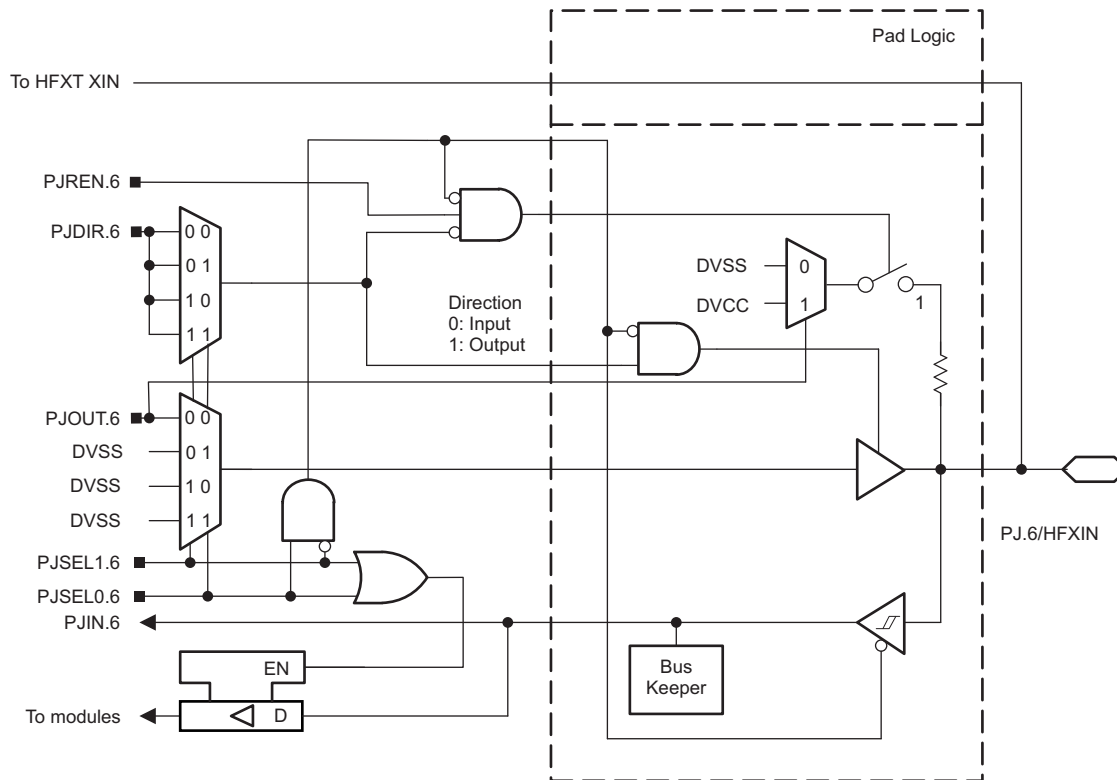 Pad Logic
To HFXT XIN
PJREN.6
PJDIR.6
0 0
0 1
1 0
1 1
Direction
0: Input
1: Output
DVSS
0
DVCC
1
1
PJOUT.6
0 0
DVSS
0 1
DVSS
1 0
DVSS
1 1
PJSEL1.6
PJSEL0.6
PJIN.6
PJ.6/HFXIN
EN
Bus
Keeper
To modules
D